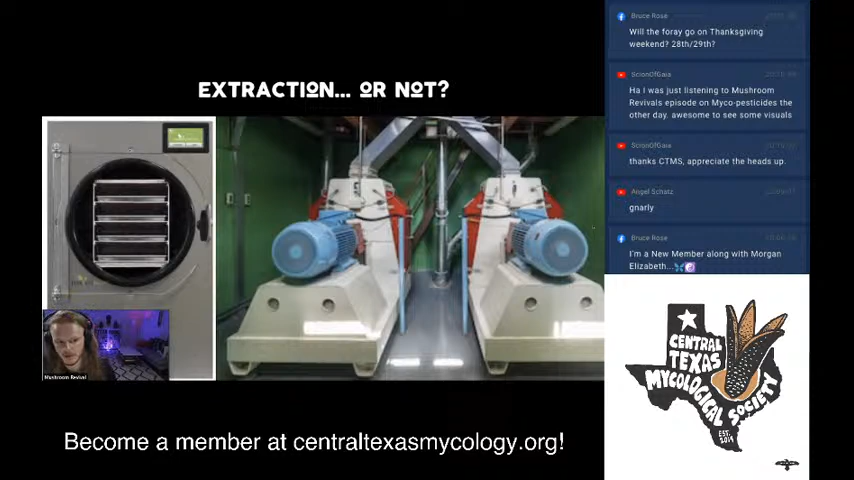 EXTRACTION... OR NOT?
Mushroom Revival
Become a member at centraltexasmycology.org!
Bruce Rose
Will the foray go on Thanksgiving
weekend? 28th/29th?
ScionOfGaia
Ha I was just listening to Mushroom
Revivals episode on Myco-pesticides the
other day. awesome to see some visuals
ScionOfGaia
thanks CTMS, appreciate the heads up.
Angel Schatz
gnarly
Bruce Rose
I'm a New Member along with Morgan
Elizabeth...🦋☯️
CENTRAL
TEXAS
MYCOLOGICAL SOCIETY
EST.
2019